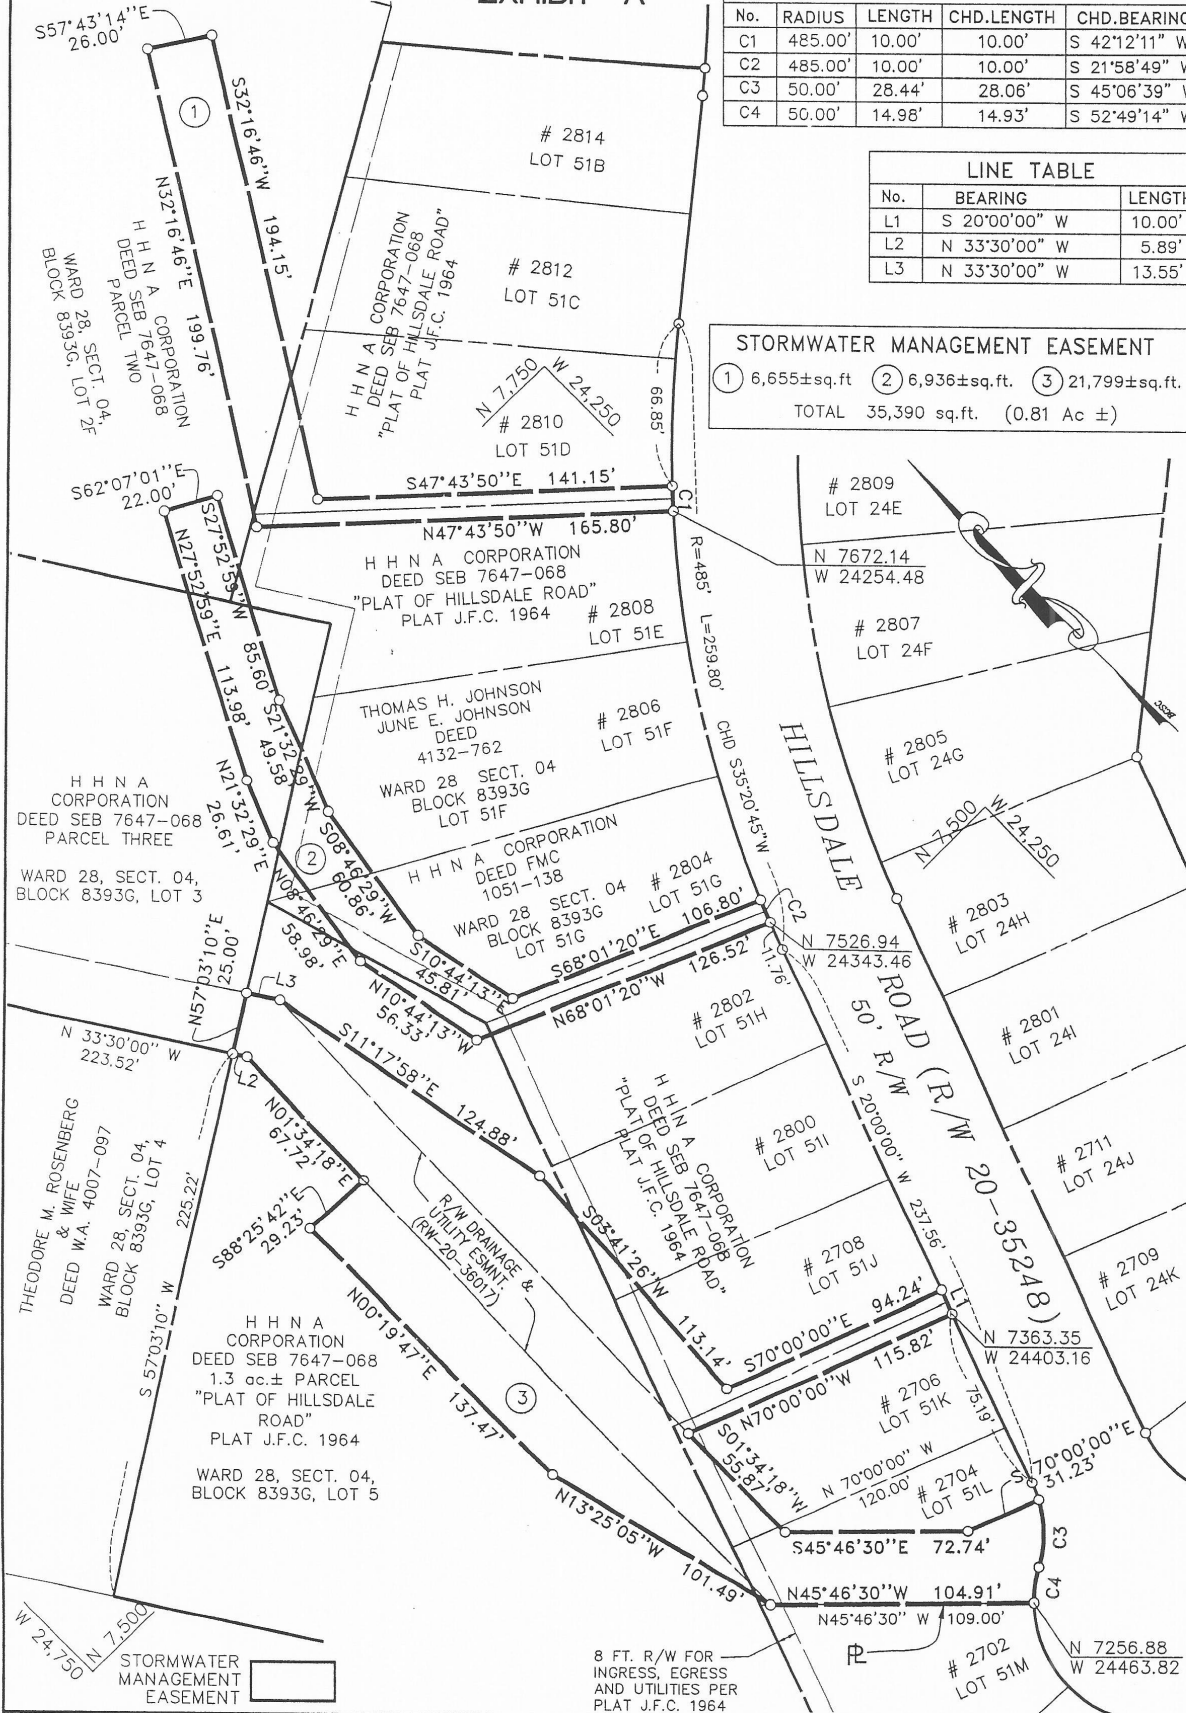 EXHIBIT "A"
No. RADIUS LENGTH CHD.LENGTH CHD.BEARING
C1 485.00' 10.00' 10.00' S 42°12'11" W
C2 485.00' 10.00' 10.00' S 21°58'49" W
C3 50.00' 28.44' 28.06' S 45°06'39" W
C4 50.00' 14.98' 14.93' S 52°49'14" W
LINE TABLE
No. BEARING LENGTH
L1 S 20°00'00" W 10.00'
L2 N 33°30'00" W 5.89'
L3 N 33°30'00" W 13.55'
STORMWATER MANAGEMENT EASEMENT
1 6,655±sq.ft 2 6,936±sq.ft. 3 21,799±sq.ft.
TOTAL 35,390 sq.ft. (0.81 Ac ±)
S57°43'14"E
26.00'
1
S32°16'46"W 194.15'
N32°16'46"E 199.76'
H H N A CORPORATION
DEED SEB 7647-068
PARCEL TWO
WARD 28, SECT. 04,
BLOCK 8393G, LOT 2F
# 2814
LOT 51B
# 2812
LOT 51C
H H N A CORPORATION
DEED SEB 7647-068
"PLAT OF HILLSDALE ROAD"
PLAT J.F.C. 1964
N 7,750
W 24,250
# 2810
LOT 51D
66.85'
S47°43'50"E 141.15'
C1
N47°43'50"W 165.80'
S62°07'01"E
22.00'
S27°52'59"W 85.60'
N27°52'59"E 113.98'
H H N A CORPORATION
DEED SEB 7647-068
"PLAT OF HILLSDALE ROAD"
PLAT J.F.C. 1964
# 2808
LOT 51E
R=485' L=259.80' CHD S35°20'45"W
N 7672.14
W 24254.48
# 2809
LOT 24E
# 2807
LOT 24F
BCSC
THOMAS H. JOHNSON
JUNE E. JOHNSON
DEED
4132-762
WARD 28 SECT. 04
BLOCK 8393G
LOT 51F
# 2806
LOT 51F
# 2805
LOT 24G
S21°32'29"W
49.58'
N21°32'29"E
26.61'
H H N A
CORPORATION
DEED SEB 7647-068
PARCEL THREE
WARD 28, SECT. 04,
BLOCK 8393G, LOT 3
2
S08°46'29"W
60.86'
N08°46'29"E
58.98'
H H N A CORPORATION
DEED FMC
1051-138
WARD 28 SECT. 04
BLOCK 8393G
LOT 51G
# 2804
LOT 51G
S68°01'20"E 106.80'
C2
N68°01'20"W 126.52'
11.76'
N 7526.94
W 24343.46
N 7,500
W 24,250
# 2803
LOT 24H
S10°44'13"E
45.81'
N10°44'13"W
56.33'
N57°03'10"E
25.00'
L3
N 33°30'00" W
223.52'
L2
S11°17'58"E 124.88'
N01°34'18"E
67.72'
# 2802
LOT 51H
HILLSDALE ROAD (R/W 20-35248)
50' R/W
# 2801
LOT 24I
H H N A CORPORATION
DEED SEB 7647-068
"PLAT OF HILLSDALE ROAD"
PLAT J.F.C. 1964
# 2800
LOT 51I
S 20°00'00" W 237.56'
# 2711
LOT 24J
THEODORE M. ROSENBERG
& WIFE
DEED W.A. 4007-097
WARD 28, SECT. 04,
BLOCK 8393G, LOT 4
225.22'
S 57°03'10" W
S88°25'42"E
29.23'
R/W DRAINAGE &
UTILITY ESMNT.
(RW-20-36017)
S03°41'26"W
113.14'
# 2708
LOT 51J
# 2709
LOT 24K
H H N A
CORPORATION
DEED SEB 7647-068
1.3 ac.± PARCEL
"PLAT OF HILLSDALE
ROAD"
PLAT J.F.C. 1964
WARD 28, SECT. 04,
BLOCK 8393G, LOT 5
N00°19'47"E
137.47'
3
S70°00'00"E 94.24'
L1
N70°00'00"W 115.82'
N 7363.35
W 24403.16
# 2706
LOT 51K
75.19'
S01°34'18"W
55.87'
N 70°00'00" W
120.00'
# 2704
LOT 51L
S 70°00'00"E
31.23'
N13°25'05"W
101.49'
S45°46'30"E 72.74'
C3
C4
N45°46'30"W 104.91'
N45°46'30" W 109.00'
PL
N 7256.88
W 24463.82
# 2702
LOT 51M
8 FT. R/W FOR
INGRESS, EGRESS
AND UTILITIES PER
PLAT J.F.C. 1964
N 7,500
W 24,750
STORMWATER
MANAGEMENT
EASEMENT